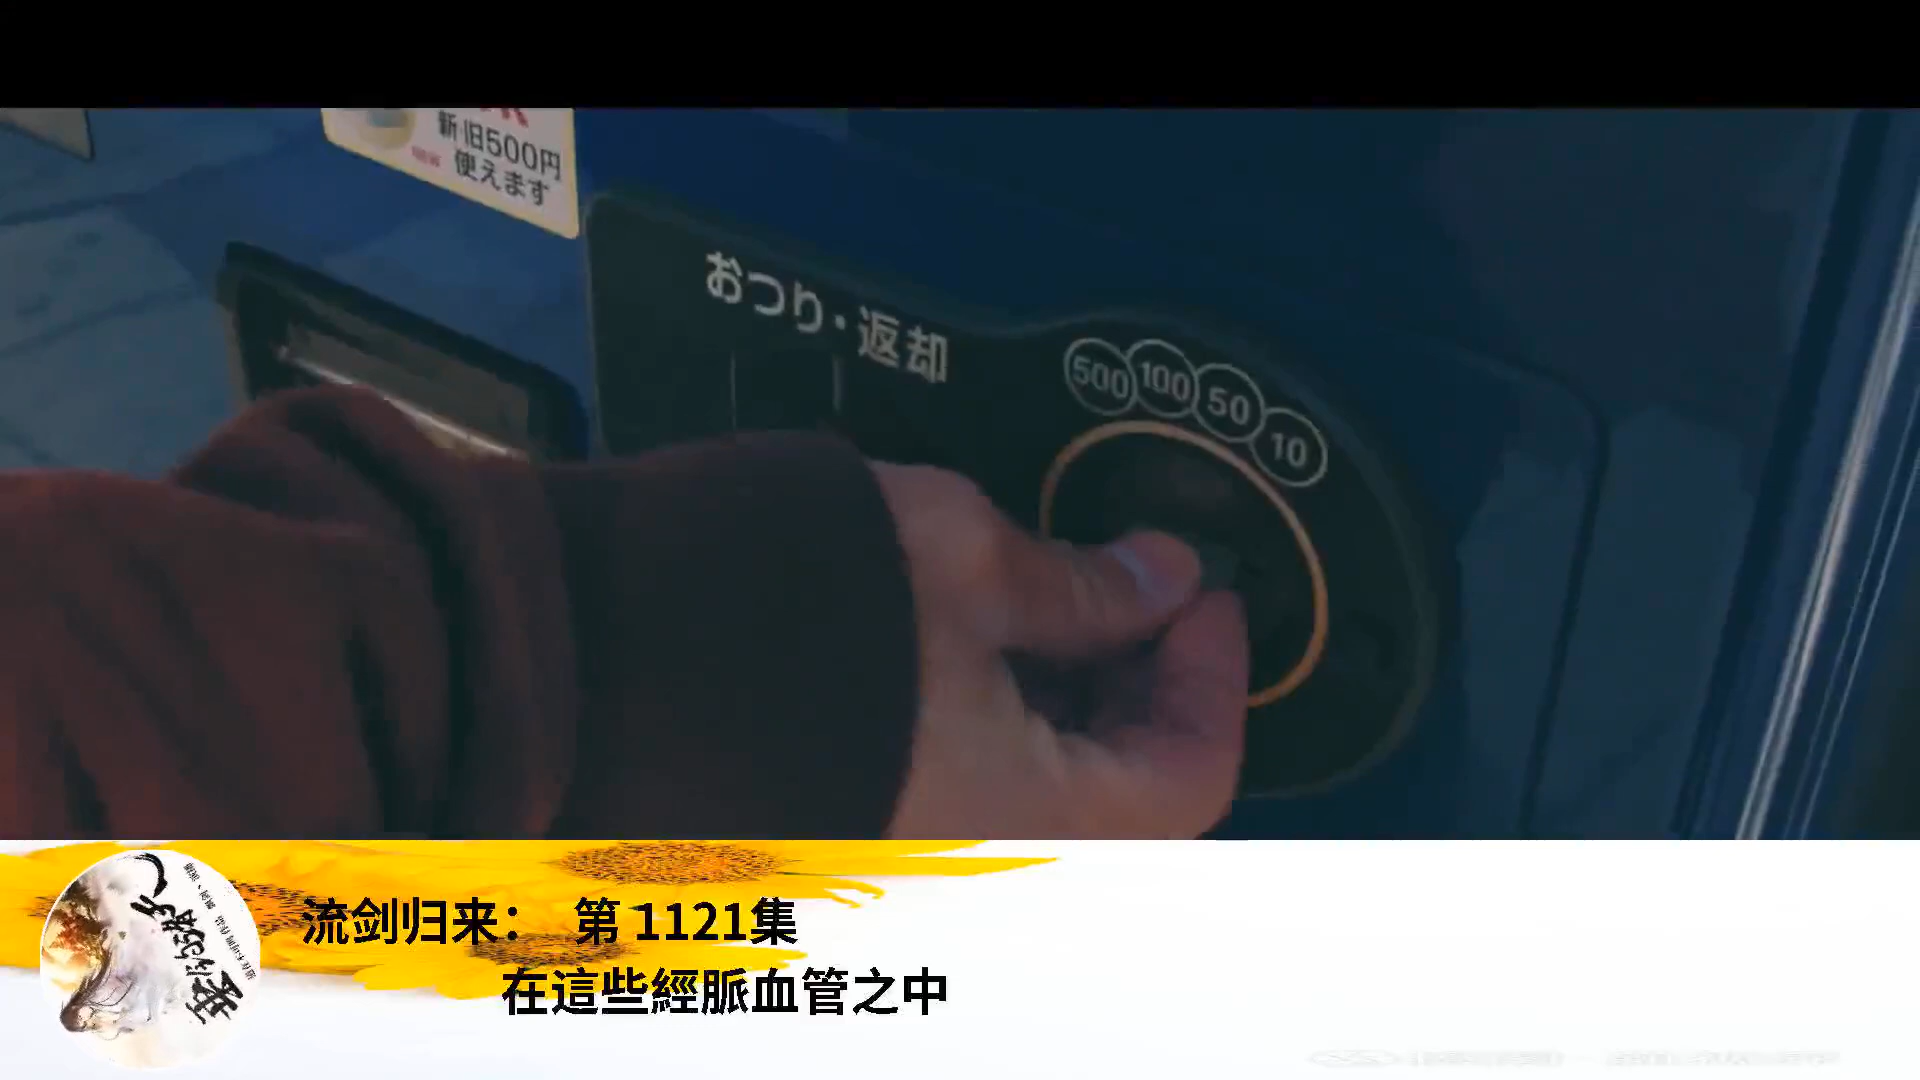 新旧500円
使えます
おつり・返却
500 100 50 10
流剑归来： 第 1121集
在這些經脈血管之中